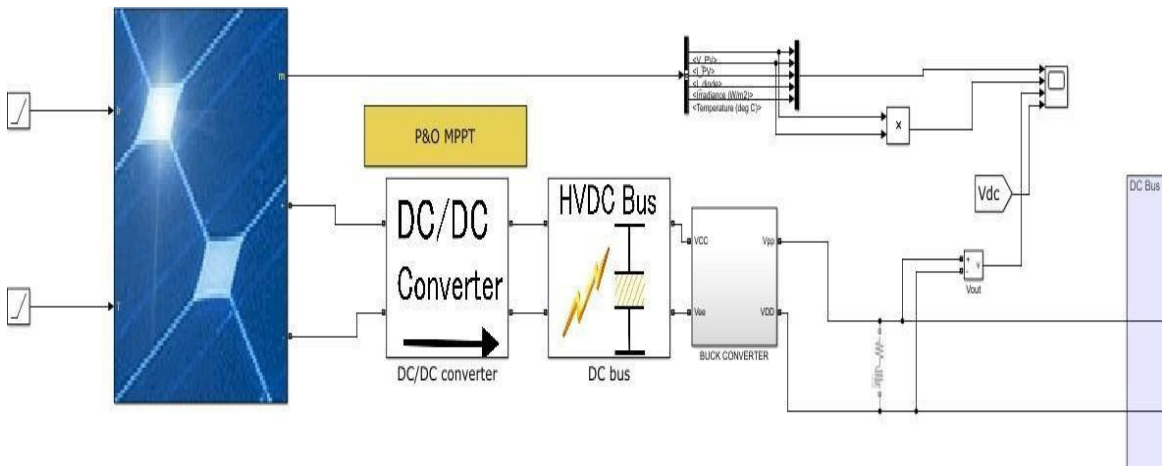 m
<V_PV>
<I_PV>
<I_diode>
<Irradiance (W/m2)>
<Temperature (deg C)>
×
P&O MPPT
Vdc
DC Bus
+
DC/DC
Converter
DC/DC converter
HVDC Bus
DC bus
VCC
Vpp
Vee
VDD
BUCK CONVERTER
+
-
v
Vout
T